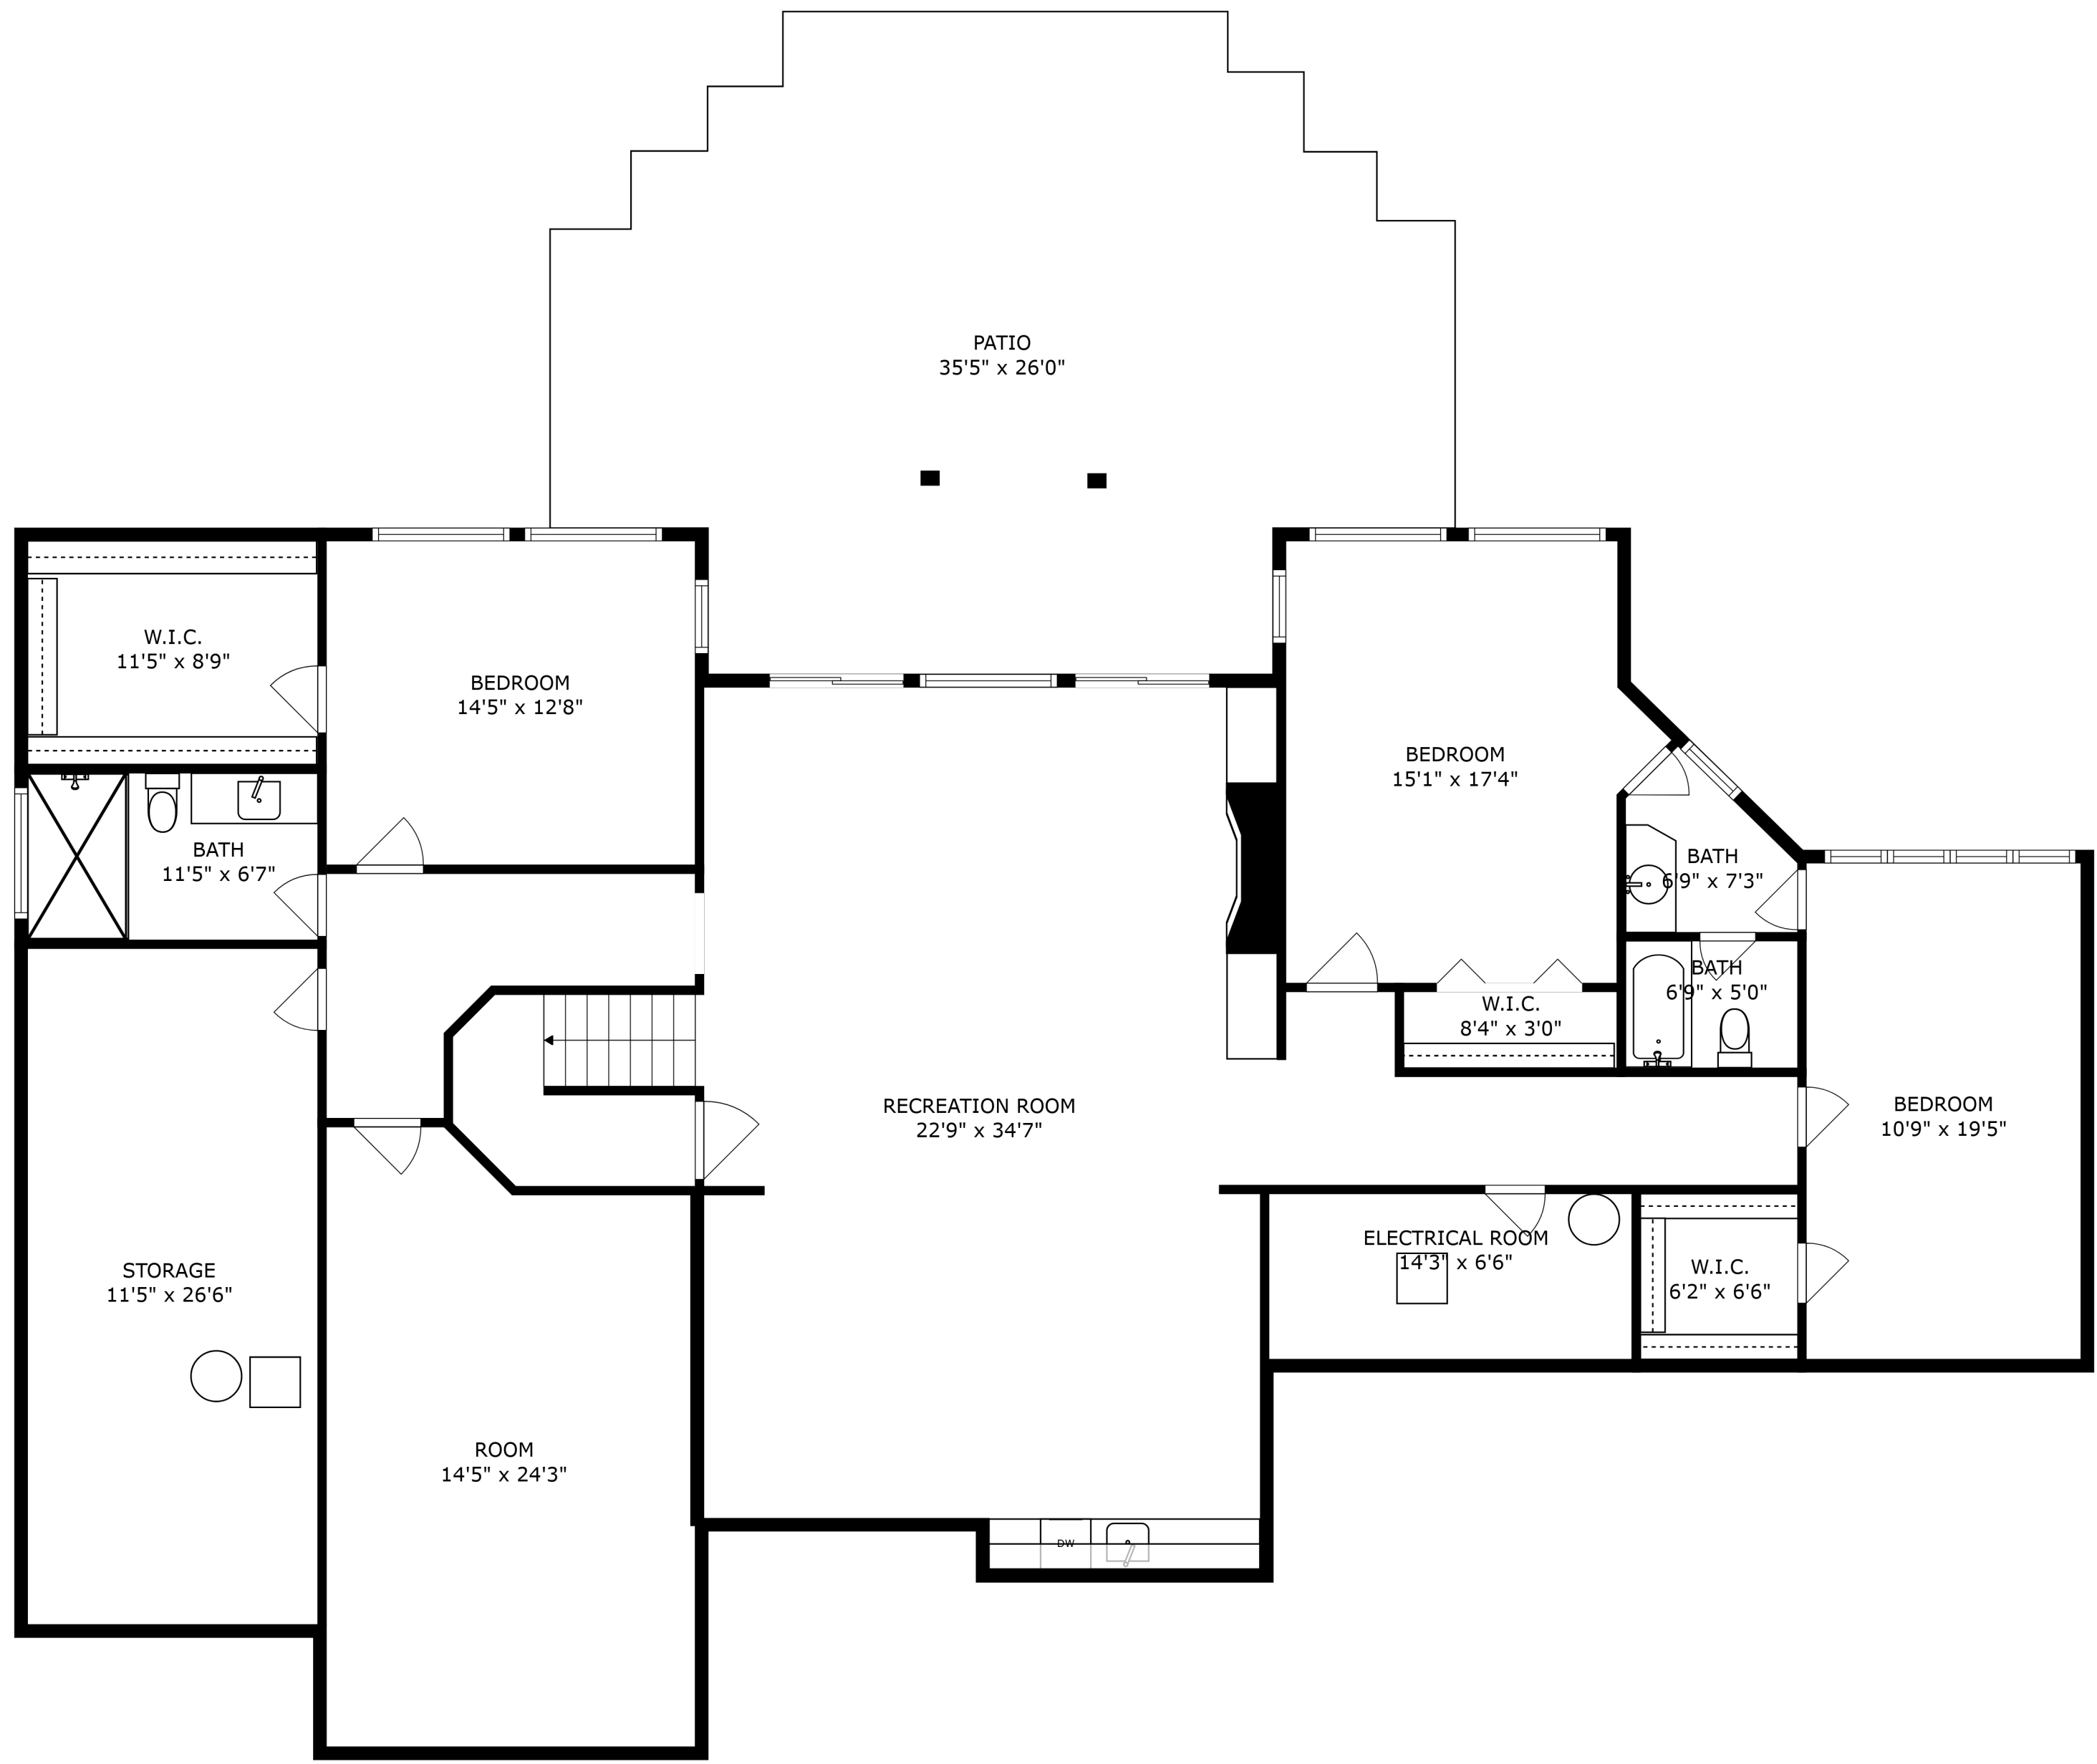 PATIO
35'5" x 26'0"
W.I.C.
11'5" x 8'9"
BEDROOM
14'5" x 12'8"
BEDROOM
15'1" x 17'4"
BATH
11'5" x 6'7"
BATH
6'9" x 7'3"
BATH
6'9" x 5'0"
W.I.C.
8'4" x 3'0"
RECREATION ROOM
22'9" x 34'7"
BEDROOM
10'9" x 19'5"
ELECTRICAL ROOM
14'3" x 6'6"
W.I.C.
6'2" x 6'6"
STORAGE
11'5" x 26'6"
ROOM
14'5" x 24'3"
DW